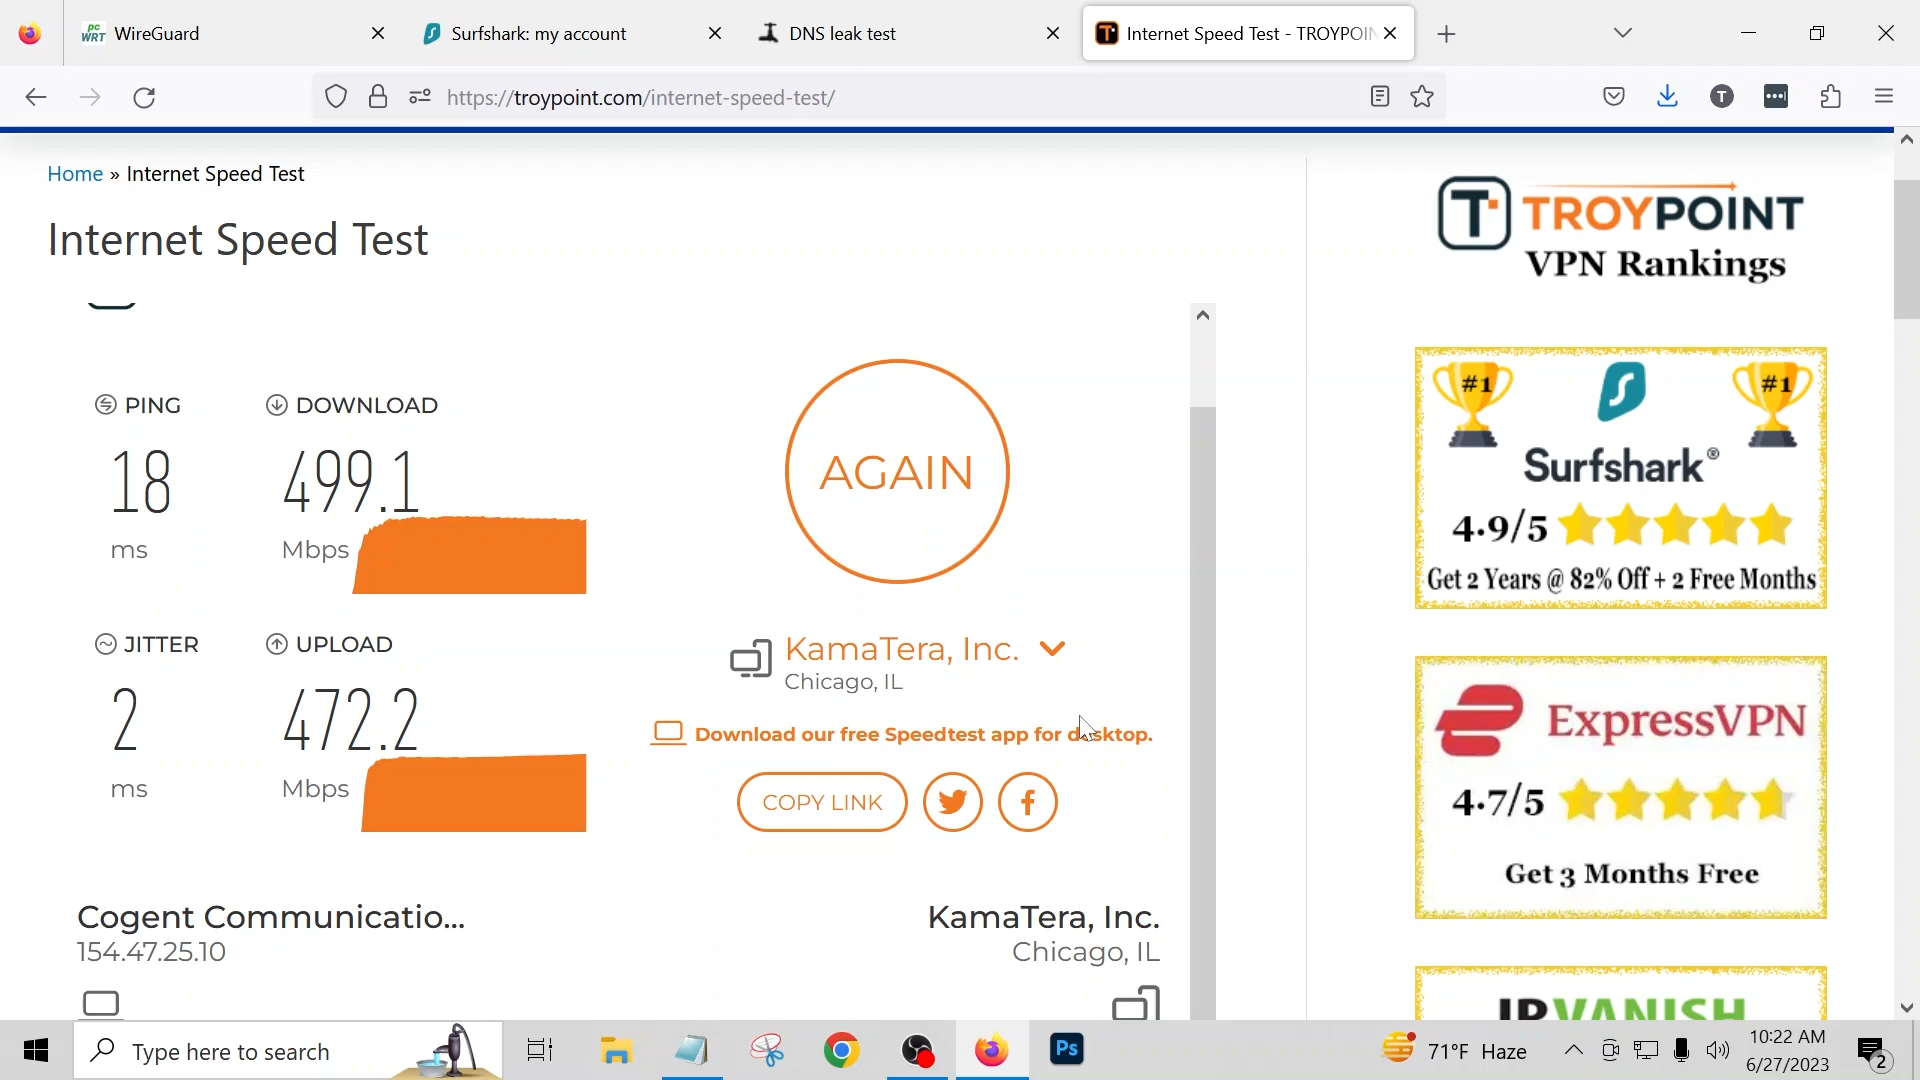 pc
WRT
WireGuard
Surfshark: my account
DNS leak test
Internet Speed Test - TROYPOIN
https://troypoint.com/internet-speed-test/
T
Home » Internet Speed Test
Internet Speed Test
PING
DOWNLOAD
18
499.1
ms
Mbps
JITTER
UPLOAD
2
472.2
ms
Mbps
AGAIN
KamaTera, Inc.
Chicago, IL
Download our free Speedtest app for desktop.
COPY LINK
Cogent Communicatio...
154.47.25.10
KamaTera, Inc.
Chicago, IL
TROYPOINT
VPN Rankings
#1
#1
Surfshark®
4.9/5
Get 2 Years @ 82% Off + 2 Free Months
ExpressVPN
4.7/5
Get 3 Months Free
IPVANISH
Type here to search
Ps
71°F Haze
10:22 AM
6/27/2023
2